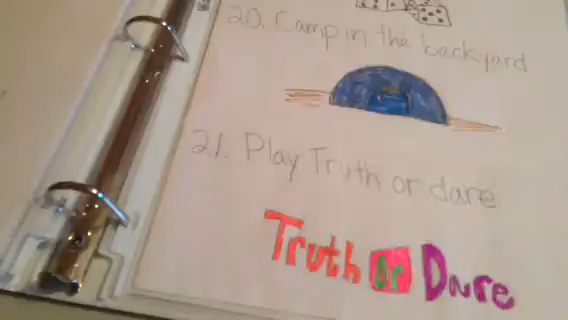 20. Camp in the backyard
21. Play Truth or dare
Truth or Dare